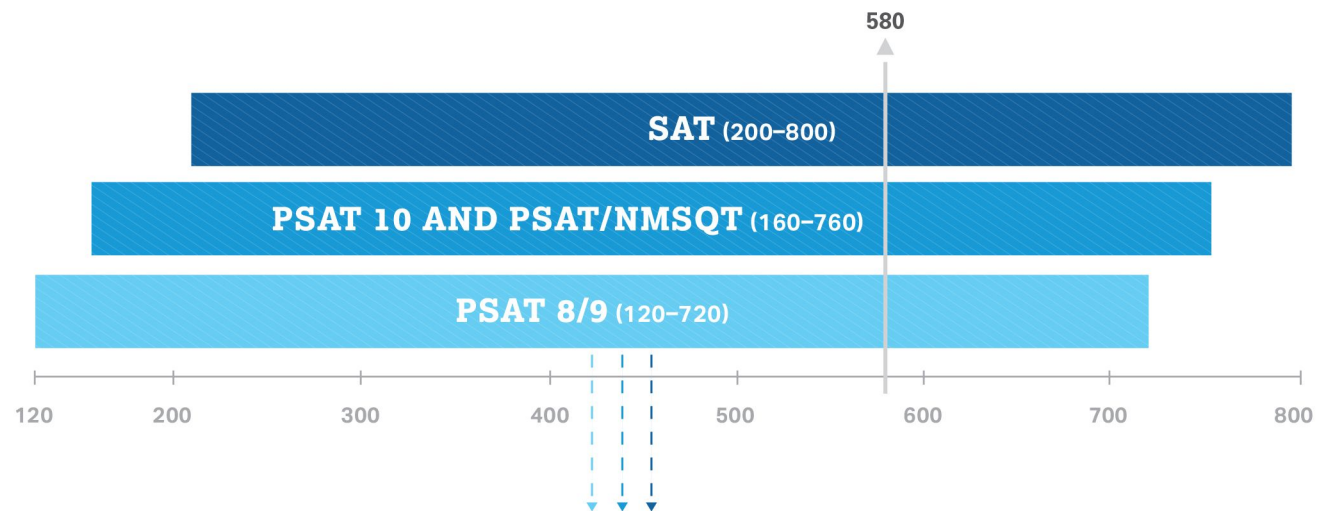 580
SAT (200–800)
PSAT 10 AND PSAT/NMSQT (160–760)
PSAT 8/9 (120–720)
120 200 300 400 500 600 700 800